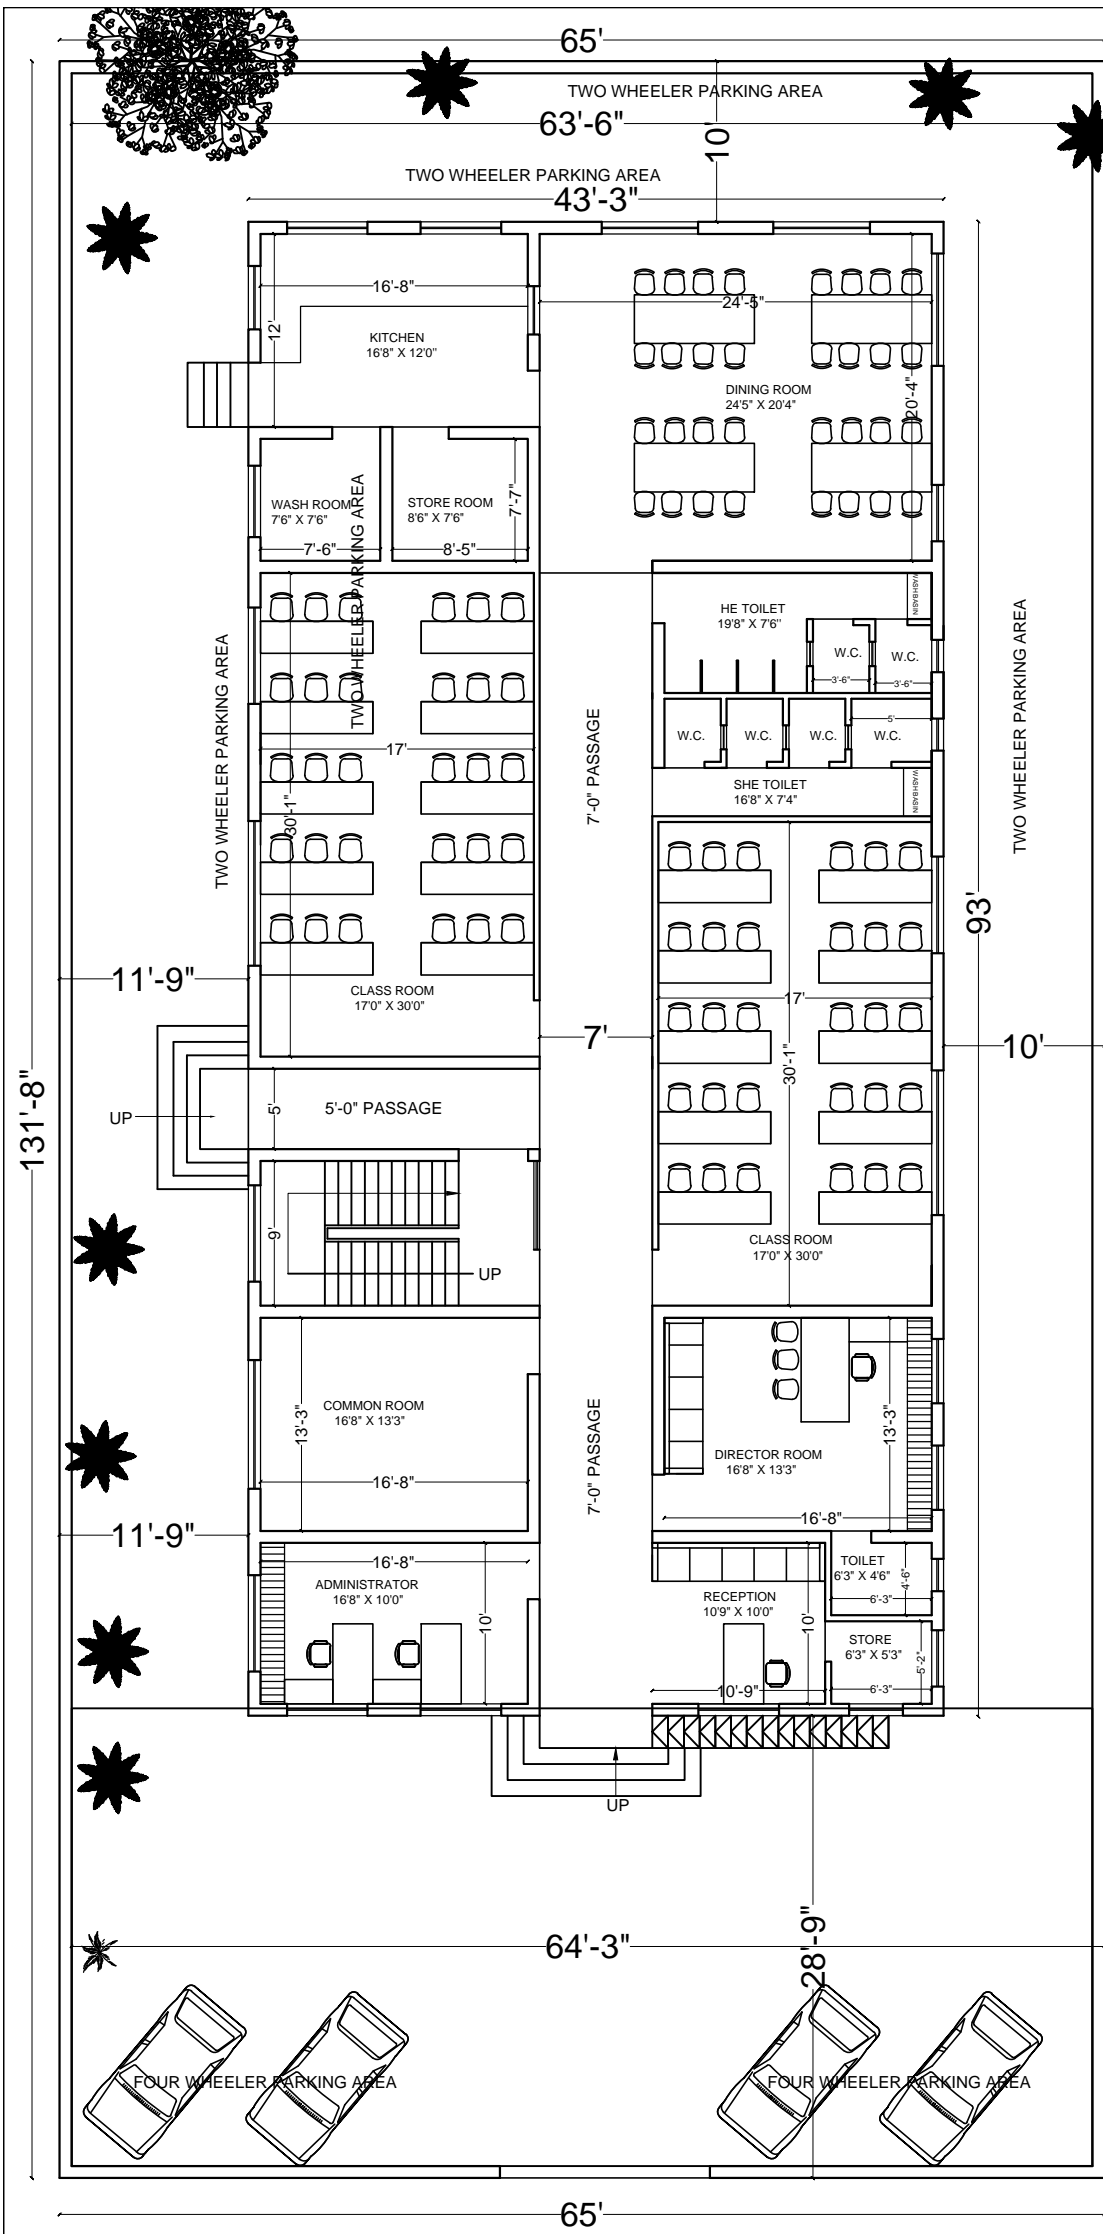 65'
TWO WHEELER PARKING AREA
63'-6"
10'
TWO WHEELER PARKING AREA
43'-3"
16'-8"
24'-5"
12'
KITCHEN
16'8" X 12'0"
DINING ROOM
24'5" X 20'4"
20'-4"
WASH ROOM
7'6" X 7'6"
STORE ROOM
8'6" X 7'6"
7'-7"
7'-6"
8'-5"
TWO WHEELER PARKING AREA
TWO WHEELER PARKING AREA
HE TOILET
19'8" X 7'6"
WASHBASIN
W.C.
W.C.
3'-6"
3'-6"
TWO WHEELER PARKING AREA
7'-0" PASSAGE
5'
W.C.
W.C.
W.C.
W.C.
17'
SHE TOILET
16'8" X 7'4"
WASHBASIN
30'-1"
93'
11'-9"
CLASS ROOM
17'0" X 30'0"
17'
7'
10'
30'-1"
131'-8"
UP
5'
5'-0" PASSAGE
9'
UP
CLASS ROOM
17'0" X 30'0"
COMMON ROOM
16'8" X 13'3"
13'-3"
16'-8"
7'-0" PASSAGE
DIRECTOR ROOM
16'8" X 13'3"
13'-3"
16'-8"
11'-9"
16'-8"
ADMINISTRATOR
16'8" X 10'0"
10'
RECEPTION
10'9" X 10'0"
10'
10'-9"
TOILET
6'3" X 4'6"
4'-6"
6'-3"
STORE
6'3" X 5'3"
5'-2"
6'-3"
UP
64'-3"
28'-9"
FOUR WHEELER PARKING AREA
FOUR WHEELER PARKING AREA
65'